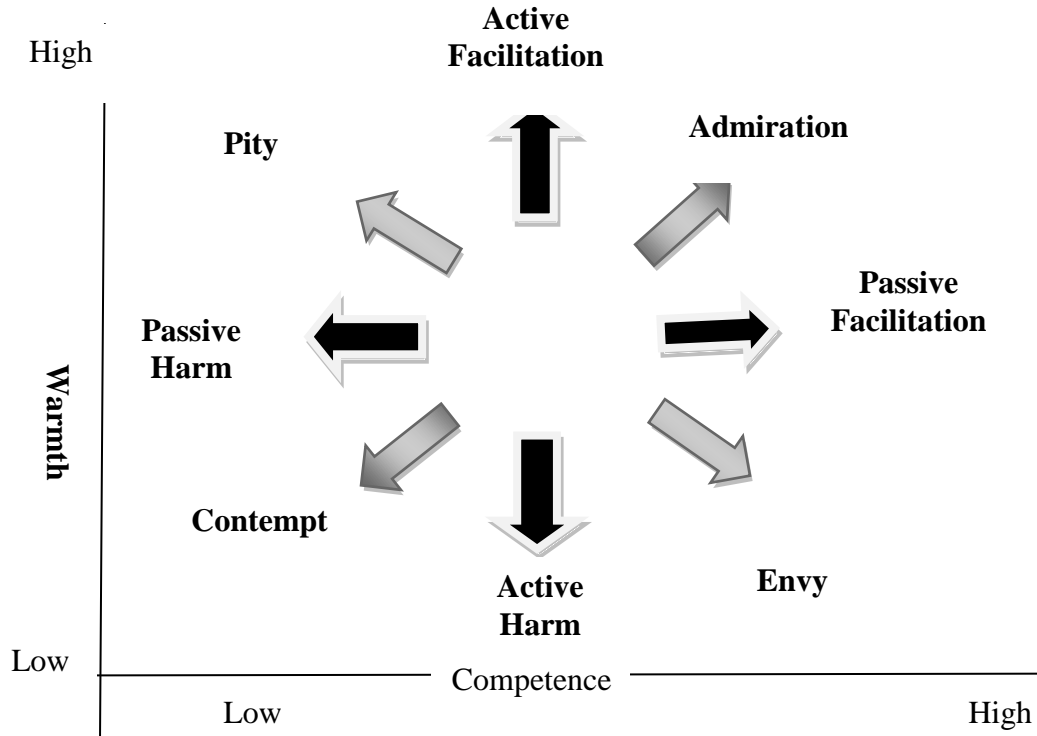 Active
Facilitation
High
Pity
Admiration
Passive
Facilitation
Passive
Harm
Warmth
Contempt
Envy
Active
Harm
Low
Competence
Low
High